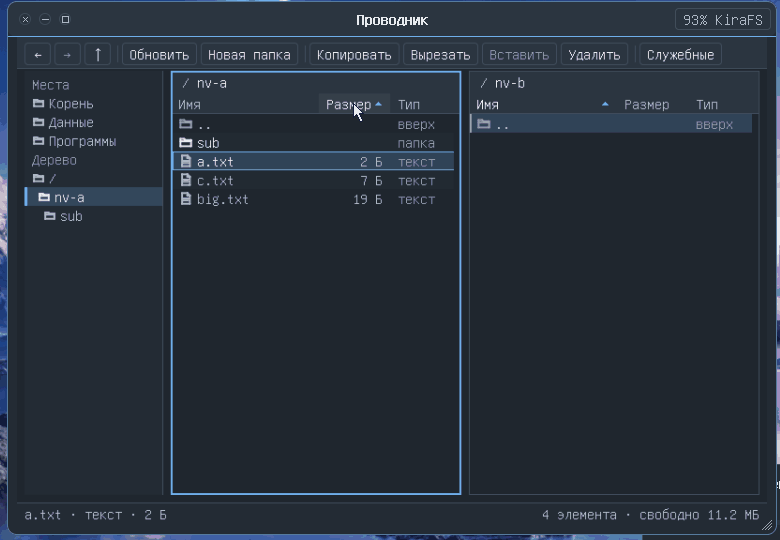 Проводник
93% KiraFS
← → ↑ Обновить Новая папка Копировать Вырезать Вставить Удалить Служебные
Места
Корень
Данные
Программы
Дерево
/
nv-a
sub
/ nv-a
Имя Размер Тип
.. вверх
sub папка
a.txt 2 Б текст
c.txt 7 Б текст
big.txt 19 Б текст
/ nv-b
Имя Размер Тип
.. вверх
a.txt · текст · 2 Б
4 элемента · свободно 11.2 МБ